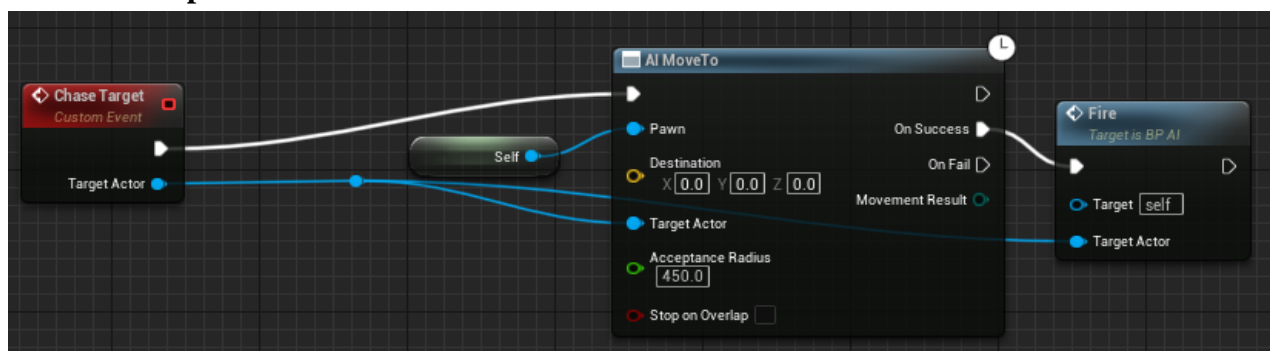 Chase Target
Custom Event
Target Actor
Self
AI MoveTo
Pawn
On Success
Destination
X 0.0 Y 0.0 Z 0.0
On Fail
Movement Result
Target Actor
Acceptance Radius
450.0
Stop on Overlap
Fire
Target is BP AI
Target self
Target Actor